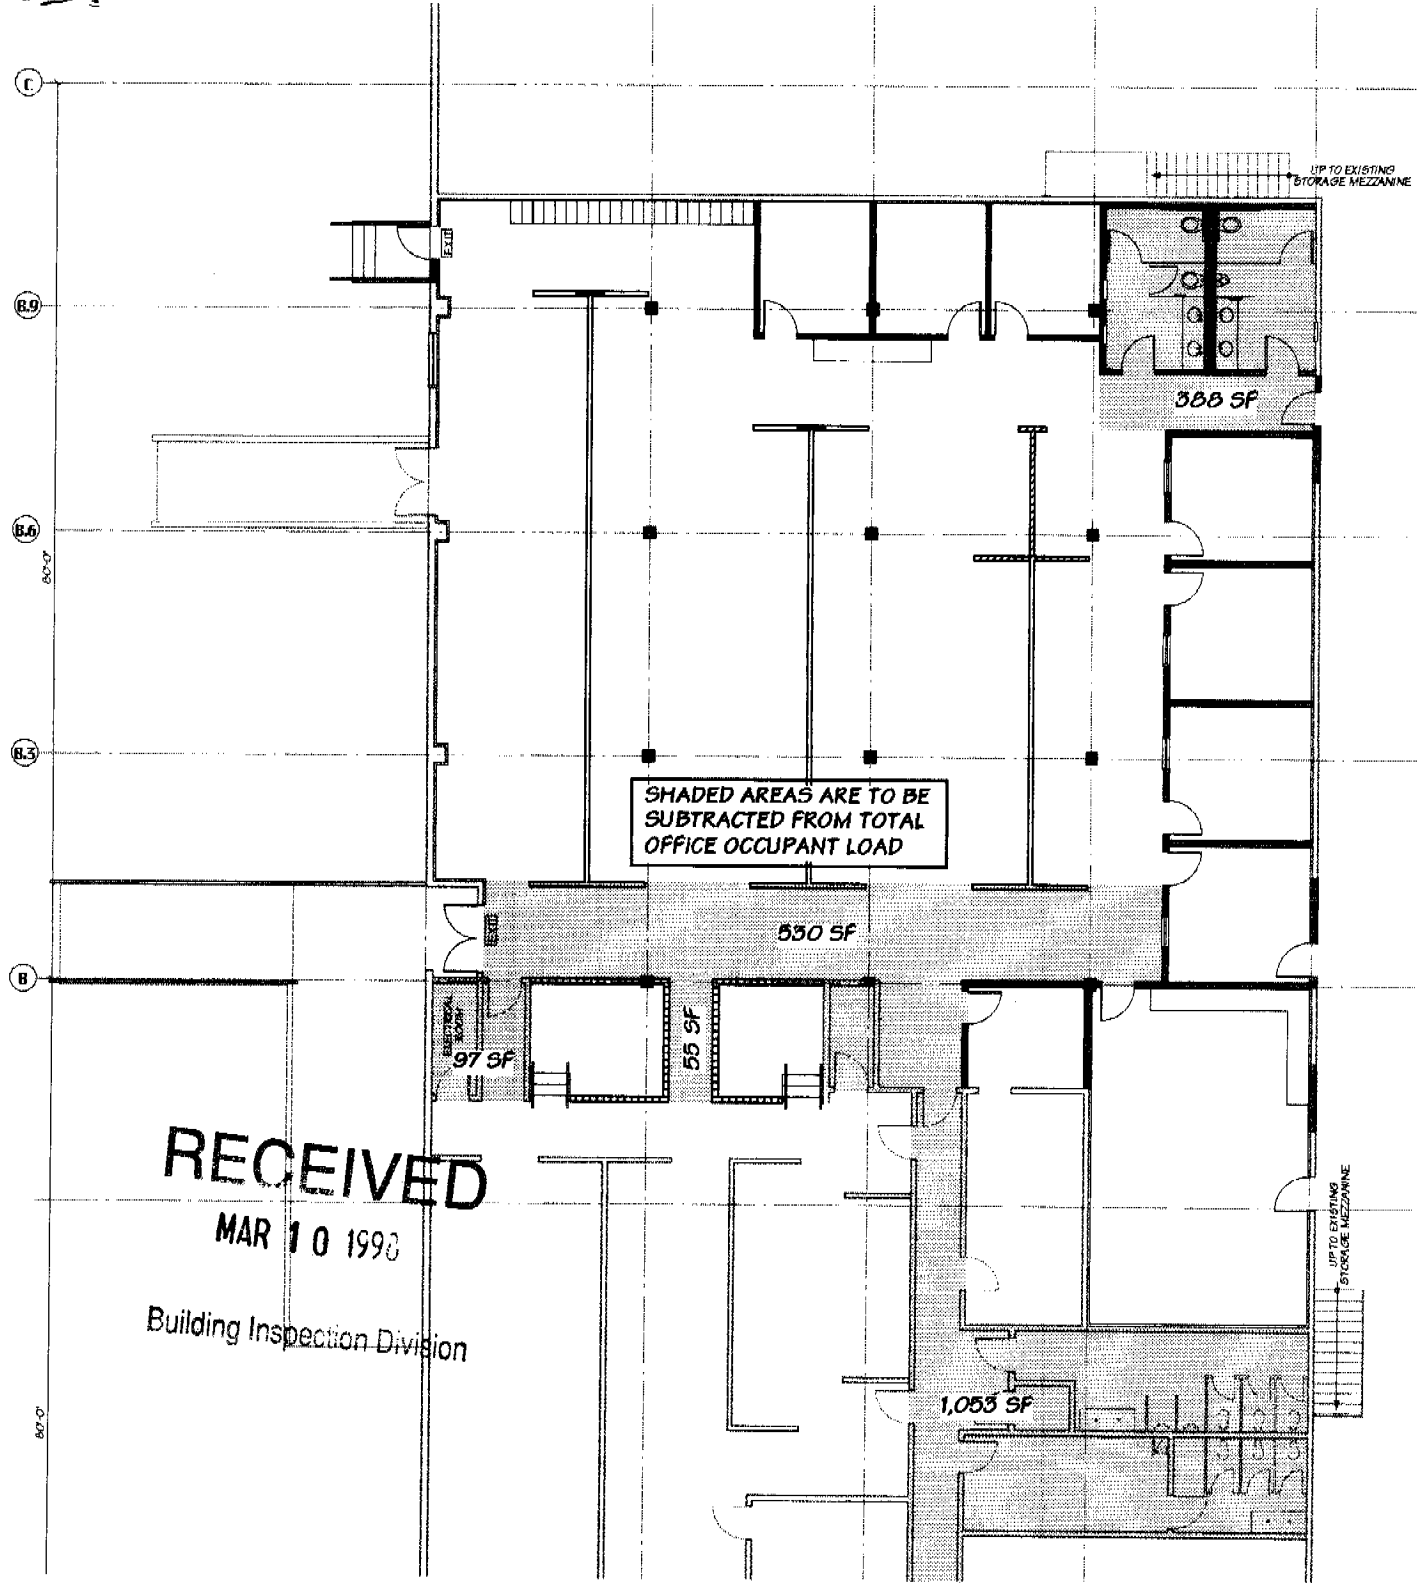 C
UP TO EXISTING
STORAGE MEZZANINE
EXIT
B.9
388 SF
B.6
80'-0"
B.3
SHADED AREAS ARE TO BE
SUBTRACTED FROM TOTAL
OFFICE OCCUPANT LOAD
EXIT
530 SF
B
ELECTRICAL
ROOM
97 SF
55 SF
RECEIVED
MAR 10 1998
Building Inspection Division
UP TO EXISTING
STORAGE MEZZANINE
1,053 SF
80'-0"